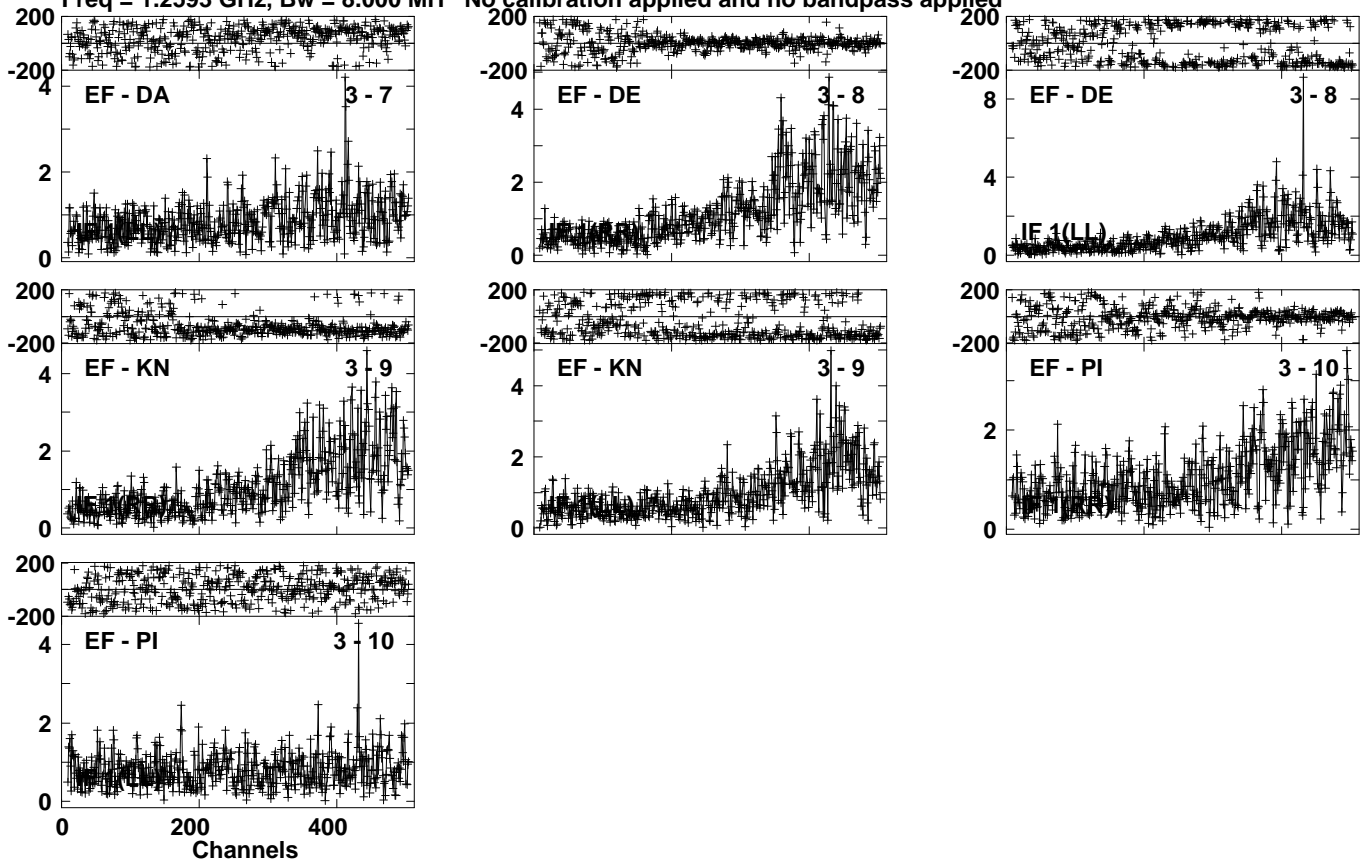 Freq = 1.2593 GHz, Bw = 8.000 MH No calibration applied and no bandpass applied
200 200 200
-200 -200 -200
EF - DA 3 - 7 EF - DE 3 - 8 EF - DE 3 - 8
4 4 8
2 2 4
IF 1(LL)
0 0 0
200 200 200
-200 -200 -200
EF - KN 3 - 9 EF - KN 3 - 9 EF - PI 3 - 10
4 4 2
2 2
0 0 0
200
-200
EF - PI 3 - 10
4
2
0
0 200 400
Channels